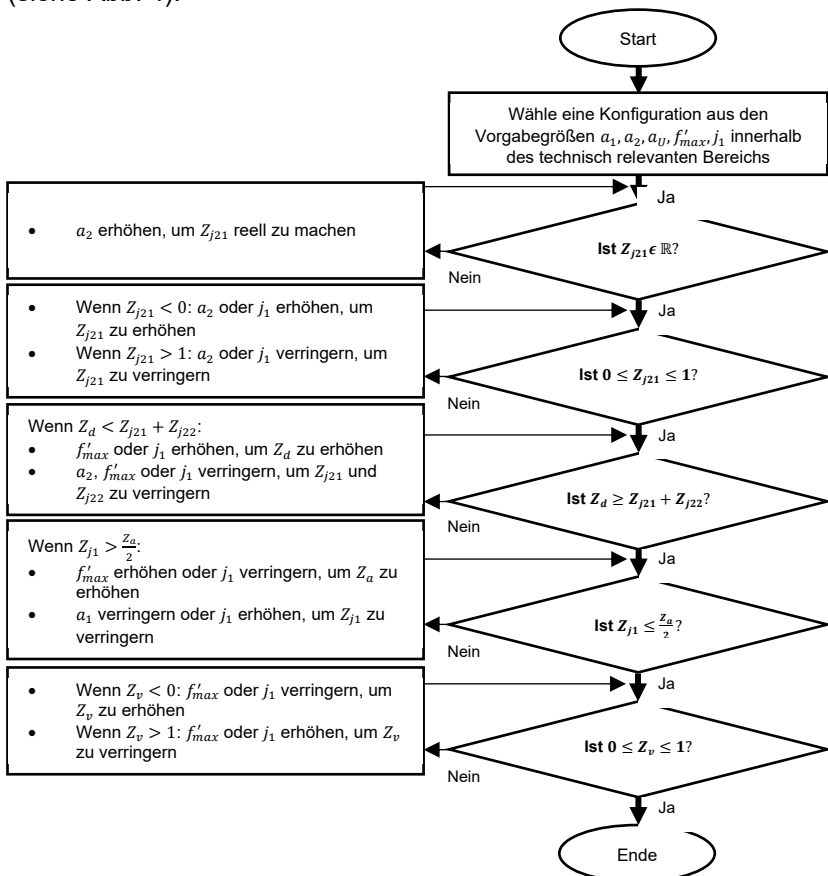 Start
Wähle eine Konfiguration aus den
Vorgabegrößen a₁, a₂, a_U, f′_max, j₁ innerhalb
des technisch relevanten Bereichs
Ja
• a₂ erhöhen, um Z_j21 reell zu machen
Ist Z_j21 ϵ ℝ?
Nein
Ja
• Wenn Z_j21 < 0: a₂ oder j₁ erhöhen, um
Z_j21 zu erhöhen
• Wenn Z_j21 > 1: a₂ oder j₁ verringern, um
Z_j21 zu verringern
Ist 0 ≤ Z_j21 ≤ 1?
Nein
Ja
Wenn Z_d < Z_j21 + Z_j22:
• f′_max oder j₁ erhöhen, um Z_d zu erhöhen
• a₂, f′_max oder j₁ verringern, um Z_j21 und
Z_j22 zu verringern
Ist Z_d ≥ Z_j21 + Z_j22?
Nein
Ja
Wenn Z_j1 > Z_a/2:
• f′_max erhöhen oder j₁ verringern, um Z_a zu
erhöhen
• a₁ verringern oder j₁ erhöhen, um Z_j1 zu
verringern
Ist Z_j1 ≤ Z_a/2?
Nein
Ja
• Wenn Z_v < 0: f′_max oder j₁ verringern, um
Z_v zu erhöhen
• Wenn Z_v > 1: f′_max oder j₁ erhöhen, um Z_v
zu verringern
Ist 0 ≤ Z_v ≤ 1?
Nein
Ja
Ende